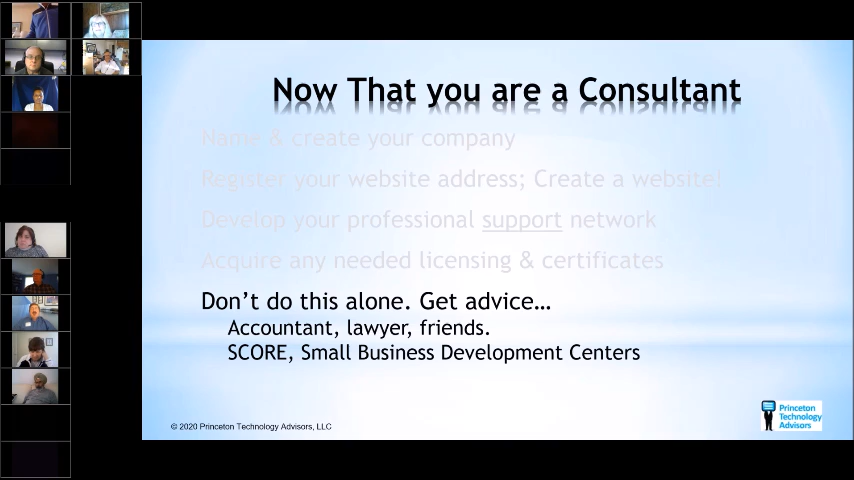 Now That you are a Consultant
Name & create your company
Register your website address; Create a website!
Develop your professional support network
Acquire any needed licensing & certificates
Don't do this alone. Get advice…
Accountant, lawyer, friends.
SCORE, Small Business Development Centers
© 2020 Princeton Technology Advisors, LLC
Princeton
Technology
Advisors